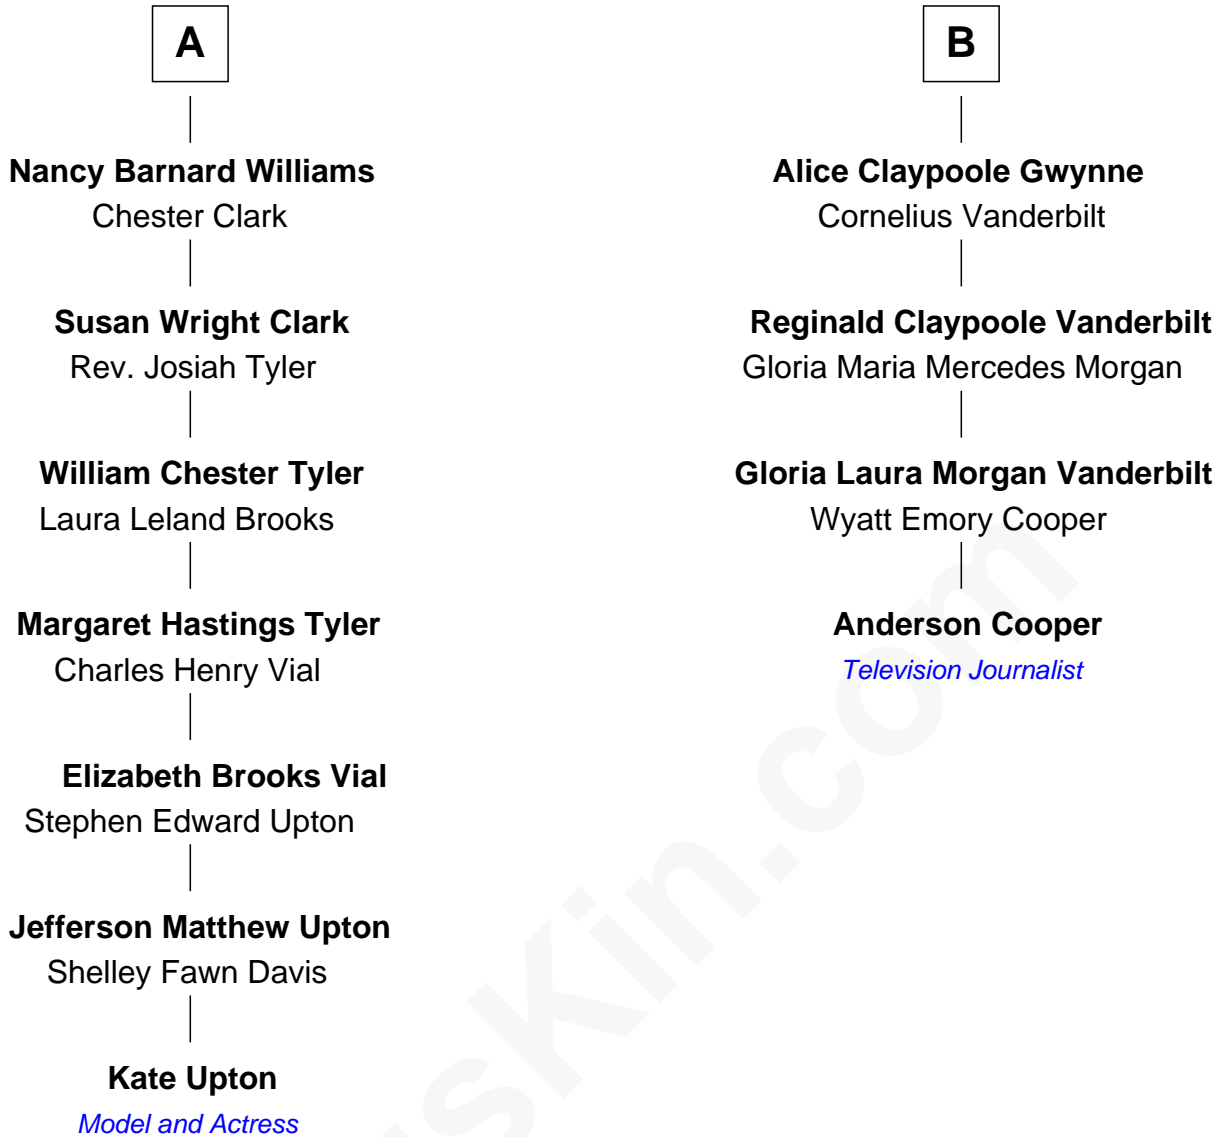 A
Nancy Barnard Williams
Chester Clark
Susan Wright Clark
Rev. Josiah Tyler
William Chester Tyler
Laura Leland Brooks
Margaret Hastings Tyler
Charles Henry Vial
Elizabeth Brooks Vial
Stephen Edward Upton
Jefferson Matthew Upton
Shelley Fawn Davis
Kate Upton
Model and Actress
B
Alice Claypoole Gwynne
Cornelius Vanderbilt
Reginald Claypoole Vanderbilt
Gloria Maria Mercedes Morgan
Gloria Laura Morgan Vanderbilt
Wyatt Emory Cooper
Anderson Cooper
Television Journalist